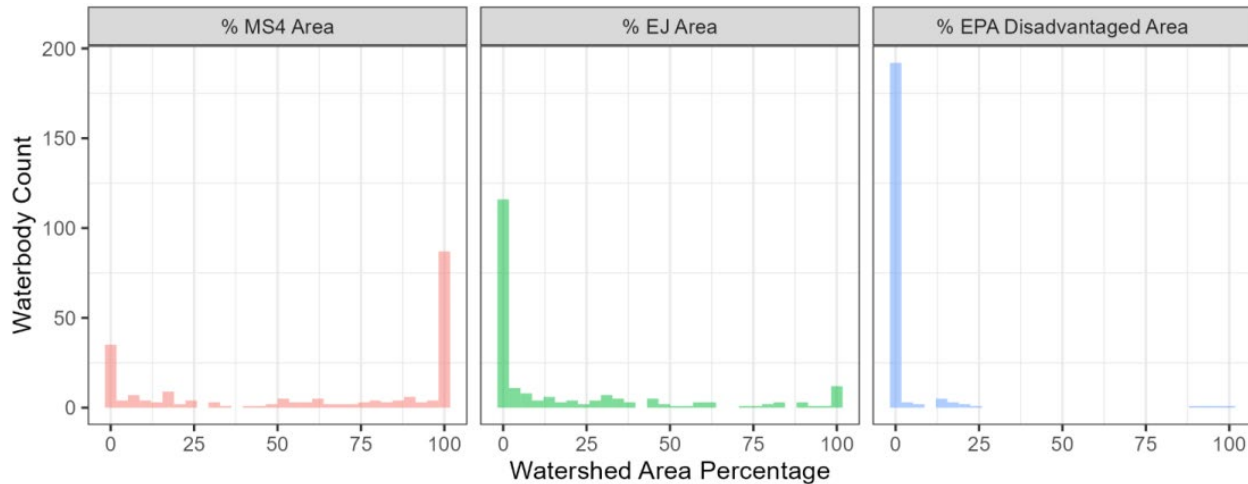 % MS4 Area
% EJ Area
% EPA Disadvantaged Area
200
150
100
50
0
Waterbody Count
0 25 50 75 100
0 25 50 75 100
0 25 50 75 100
Watershed Area Percentage